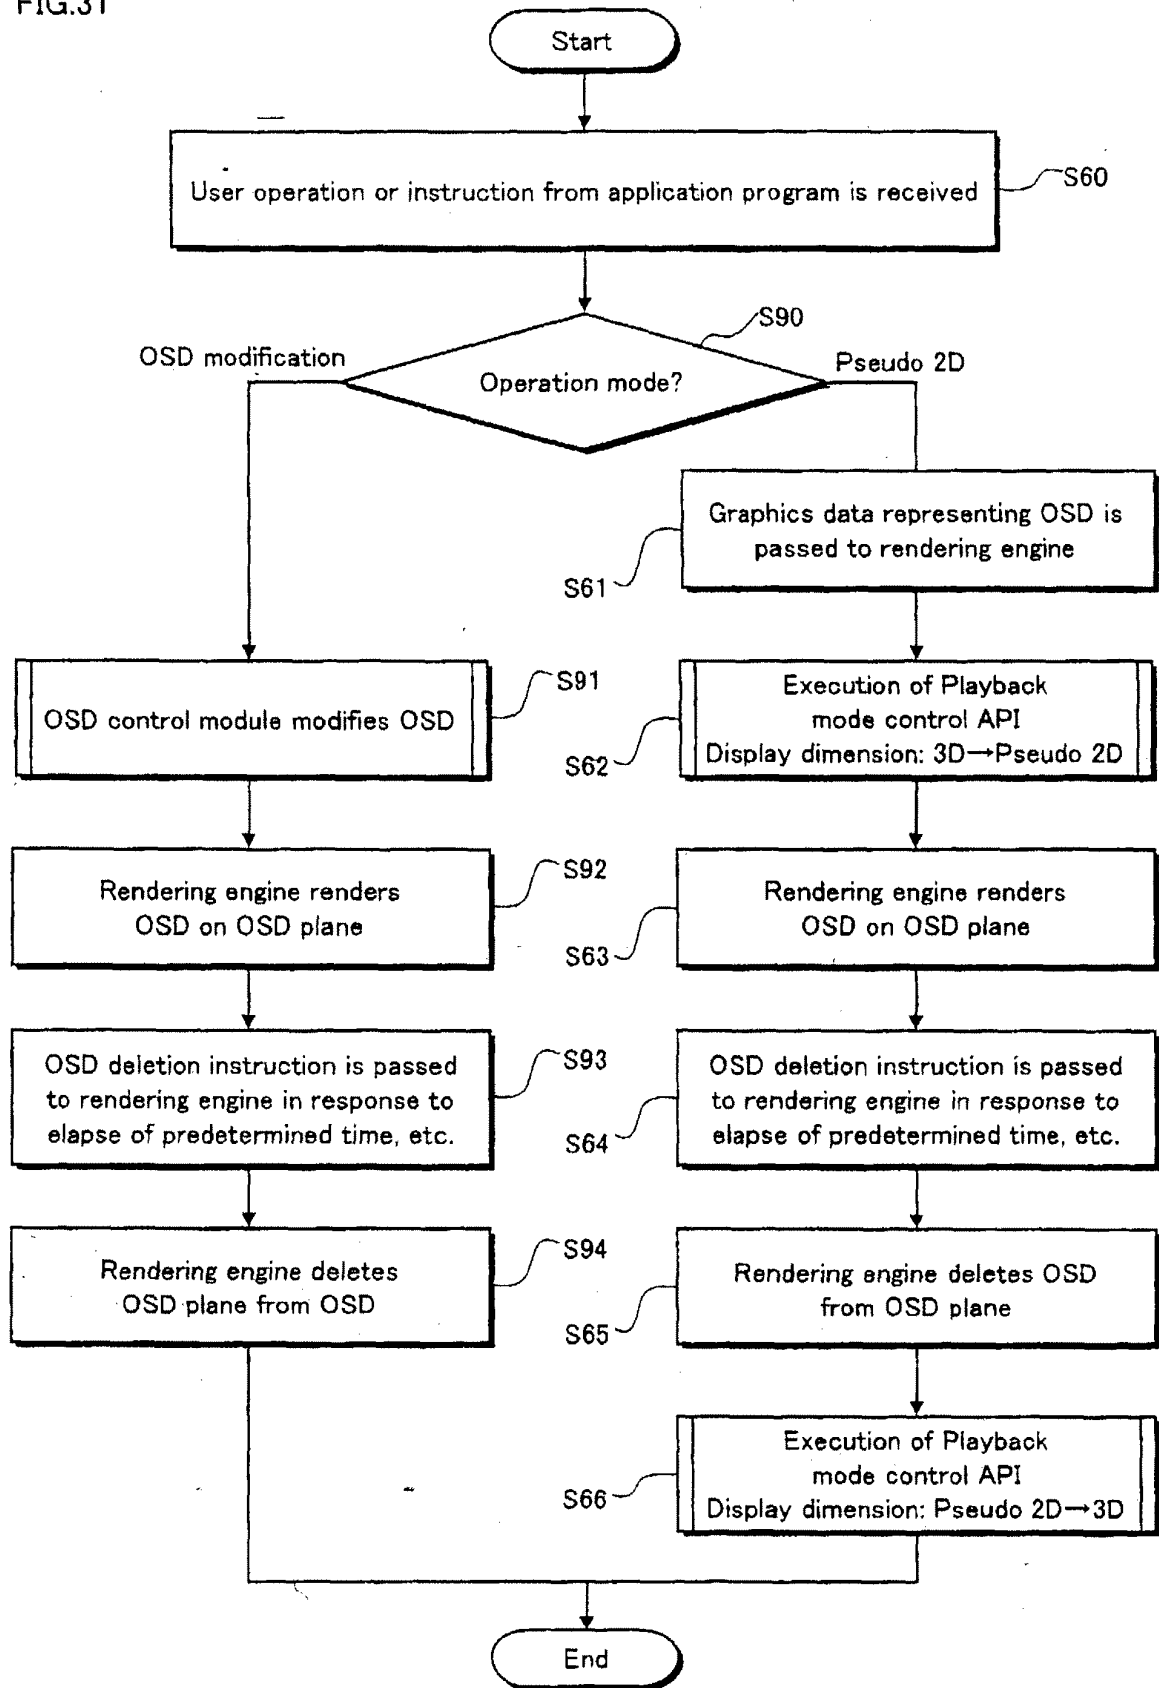 FIG.31
Start
User operation or instruction from application program is received
S60
S90
OSD modification
Operation mode?
Pseudo 2D
Graphics data representing OSD is
passed to rendering engine
S61
OSD control module modifies OSD
S91
Execution of Playback
mode control API
Display dimension: 3D→Pseudo 2D
S62
Rendering engine renders
OSD on OSD plane
S92
Rendering engine renders
OSD on OSD plane
S63
OSD deletion instruction is passed
to rendering engine in response to
elapse of predetermined time, etc.
S93
OSD deletion instruction is passed
to rendering engine in response to
elapse of predetermined time, etc.
S64
Rendering engine deletes
OSD plane from OSD
S94
Rendering engine deletes OSD
from OSD plane
S65
Execution of Playback
mode control API
Display dimension: Pseudo 2D→3D
S66
End